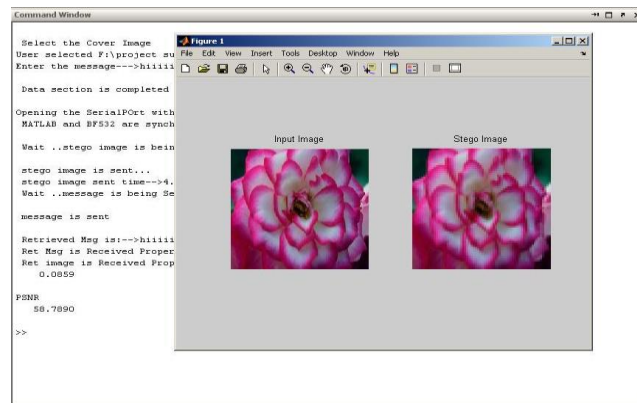 Command Window
Select the Cover Image
User selected F:\project su
Enter the message--->hiiiii
Data section is completed
Opening the SerialPOrt with
MATLAB and BF532 are synch
Wait ..stego image is bein
stego image is sent...
stego image sent time-->4.
Wait ..message is being Se
message is sent
Retrieved Msg is:-->hiiiii
Ret Msg is Received Proper
Ret image is Received Prop
0.0859
PSNR
58.7890
>>
Figure 1
File Edit View Insert Tools Desktop Window Help
Input Image
Stego Image